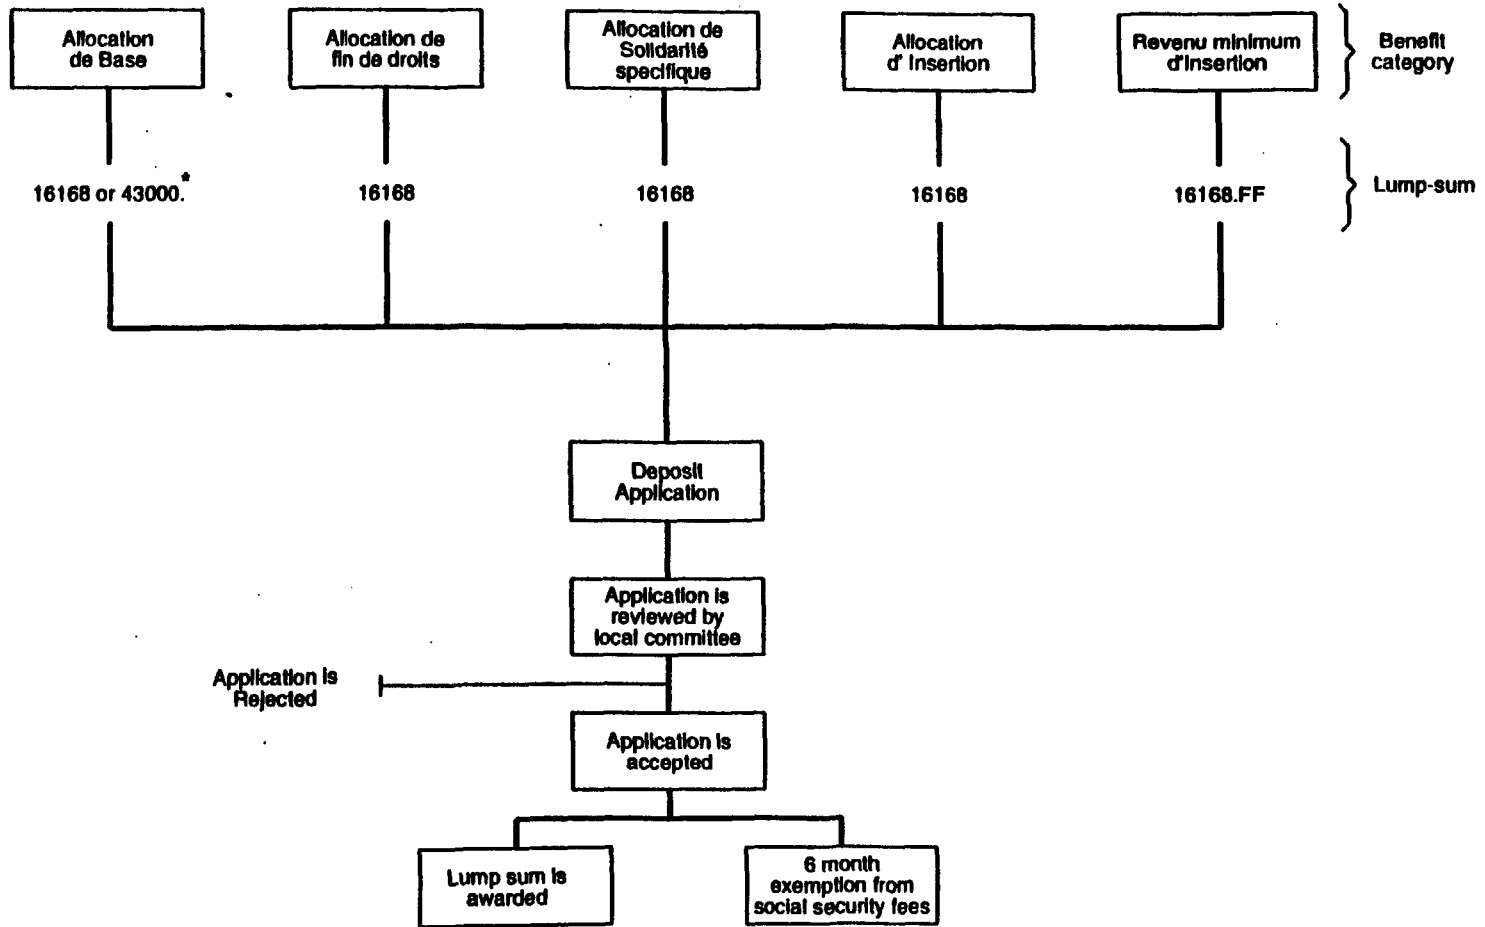 Allocation
de Base
Allocation de
fin de droits
Allocation de
Solidarité
specifique
Allocation
d' Insertion
Revenu minimum
d'Insertion
Benefit
category
16168 or 43000.*
16168
16168
16168
16168.FF
Lump-sum
Deposit
Application
Application is
reviewed by
local committee
Application is
Rejected
Application is
accepted
Lump sum is
awarded
6 month
exemption from
social security fees